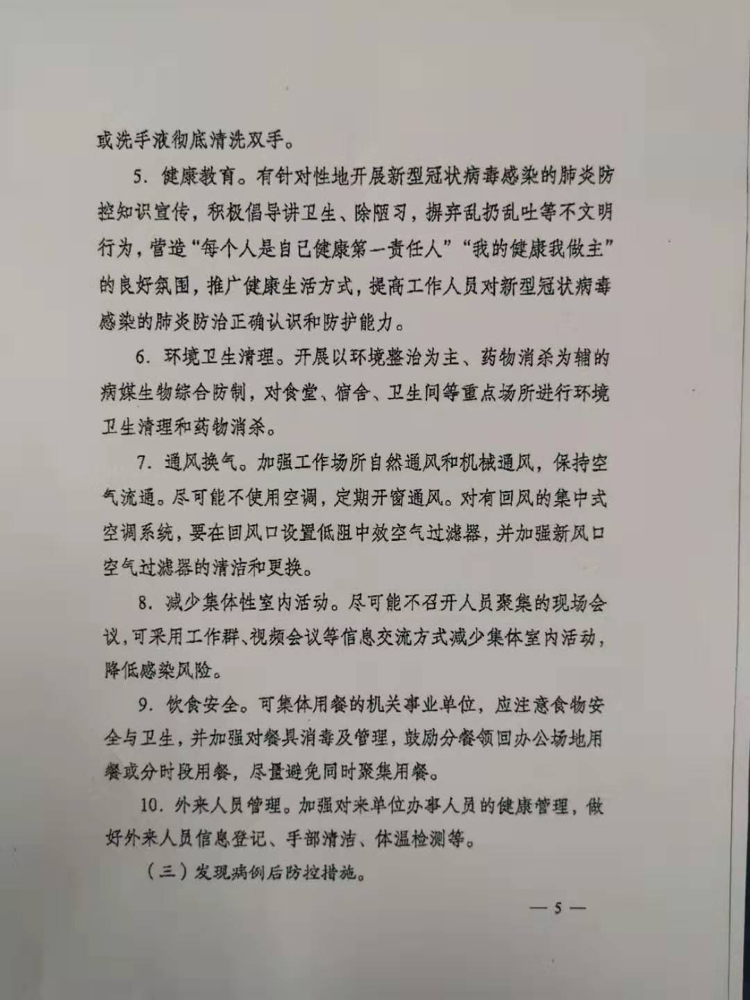 或洗手液彻底清洗双手。
5. 健康教育。有针对性地开展新型冠状病毒感染的肺炎防
控知识宣传，积极倡导讲卫生、除陋习，摒弃乱扔乱吐等不文明
行为，营造“每个人是自己健康第一责任人”“我的健康我做主”
的良好氛围，推广健康生活方式，提高工作人员对新型冠状病毒
感染的肺炎防治正确认识和防护能力。
6. 环境卫生清理。开展以环境整治为主、药物消杀为辅的
病媒生物综合防制，对食堂、宿舍、卫生间等重点场所进行环境
卫生清理和药物消杀。
7. 通风换气。加强工作场所自然通风和机械通风，保持空
气流通。尽可能不使用空调，定期开窗通风。对有回风的集中式
空调系统，要在回风口设置低阻中效空气过滤器，并加强新风口
空气过滤器的清洁和更换。
8. 减少集体性室内活动。尽可能不召开人员聚集的现场会
议，可采用工作群、视频会议等信息交流方式减少集体室内活动，
降低感染风险。
9. 饮食安全。可集体用餐的机关事业单位，应注意食物安
全与卫生，并加强对餐具消毒及管理，鼓励分餐领回办公场地用
餐或分时段用餐，尽量避免同时聚集用餐。
10. 外来人员管理。加强对来单位办事人员的健康管理，做
好外来人员信息登记、手部清洁、体温检测等。
（三）发现病例后防控措施。
— 5 —